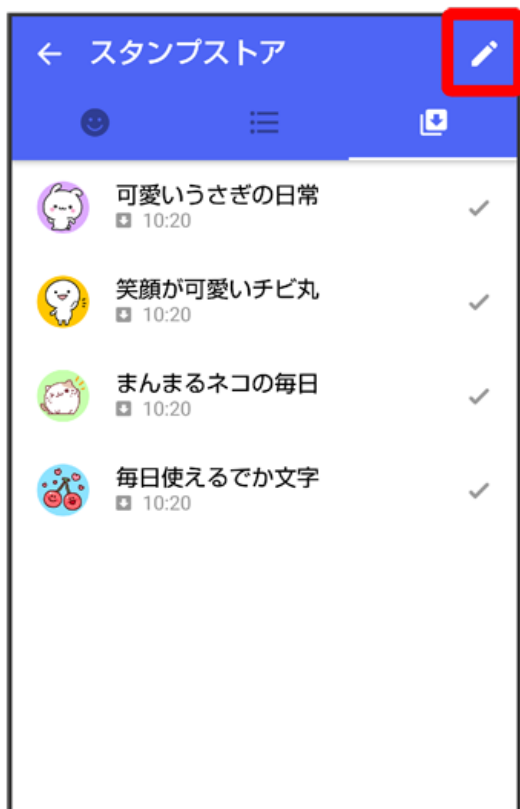 スタンプストア
可愛いうさぎの日常
10:20
笑顔が可愛いチビ丸
10:20
まんまるネコの毎日
10:20
毎日使えるでか文字
10:20